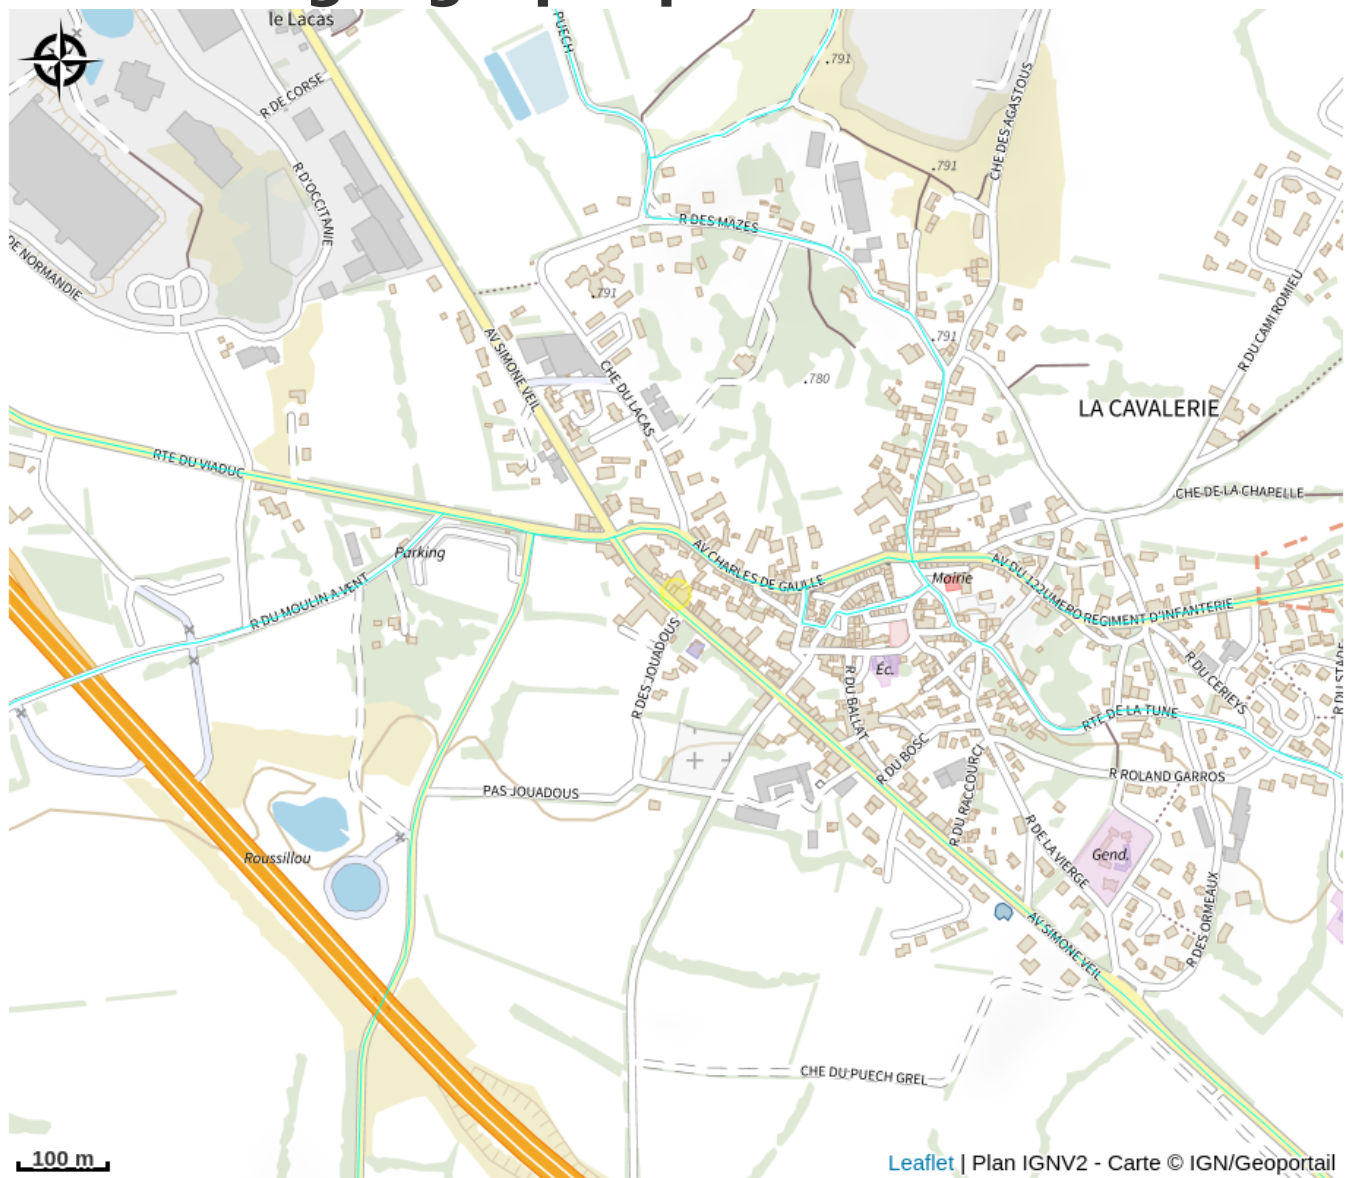 le Lacas
PUECH
791
R DE CORSE
CHE DES AGASTOUS
791
R D'OCCITANIE
R DES MAZES
DE NORMANDIE
791
R DU CAMI ROMIEU
AV SIMONE VEIL
791
CHE DU LACAS
780
LA CAVALERIE
RTE DU VIADUC
CHE DE LA CHAPELLE
Parking
AV CHARLES DE GAULLE
Mairie
AV DU 122UMERO REGIMENT D'INFANTERIE
R DU MOULIN A VENT
R DES JOUADOUS
Éc.
R DU BALLAT
R DU CERIEYS
R DU STADE
RTE DE LA TUNE
R DU BOSC
R ROLAND GARROS
PAS JOUADOUS
R DU RACCOURCI
R DE LA VIERGE
Gend.
Roussillou
R DES ORMEAUX
AV SIMONE VEIL
CHE DU PUECH GREL
100 m
Leaflet | Plan IGNV2 - Carte © IGN/Geoportail